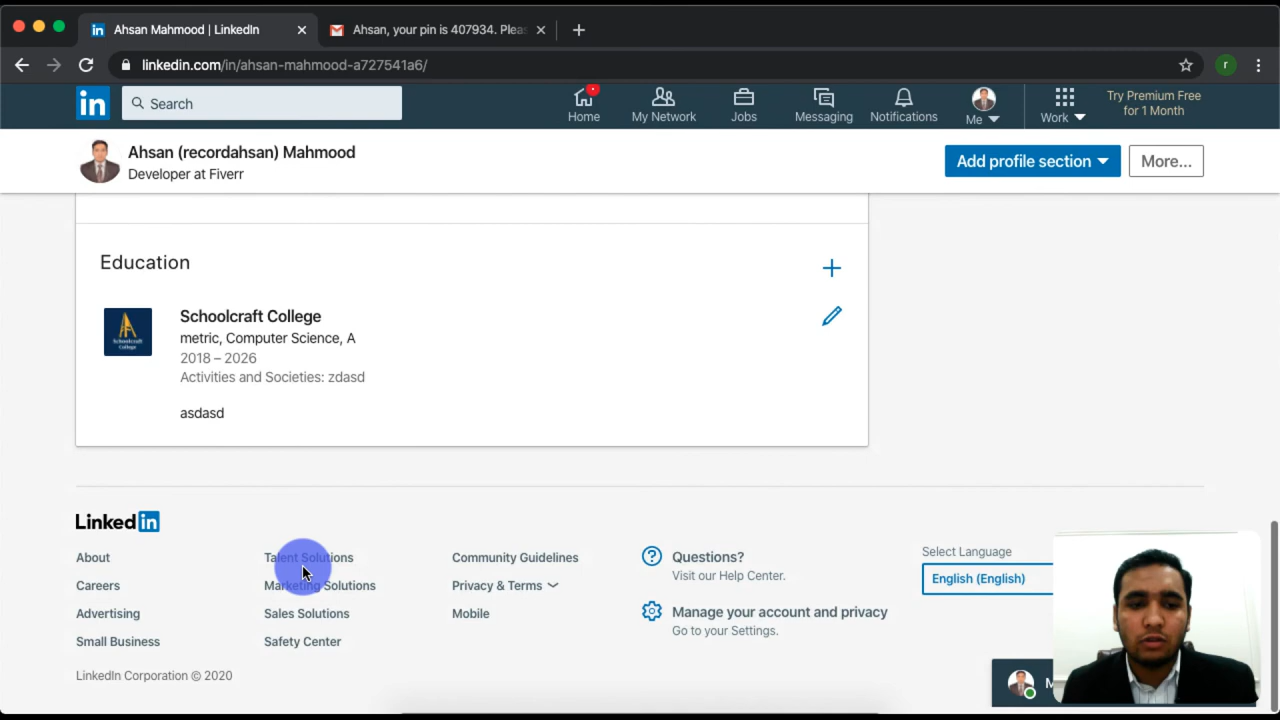 Ahsan Mahmood | LinkedIn
Ahsan, your pin is 407934. Pleas
linkedin.com/in/ahsan-mahmood-a727541a6/
r
in
Search
Home
My Network
Jobs
Messaging
Notifications
Me
Work
Try Premium Free
for 1 Month
Ahsan (recordahsan) Mahmood
Developer at Fiverr
Add profile section
More...
Education
Schoolcraft College
Schoolcraft
College
metric, Computer Science, A
2018 – 2026
Activities and Societies: zdasd
asdasd
Linked in
About
Careers
Advertising
Small Business
Talent Solutions
Marketing Solutions
Sales Solutions
Safety Center
Community Guidelines
Privacy & Terms
Mobile
Questions?
Visit our Help Center.
Manage your account and privacy
Go to your Settings.
Select Language
English (English)
LinkedIn Corporation © 2020
M